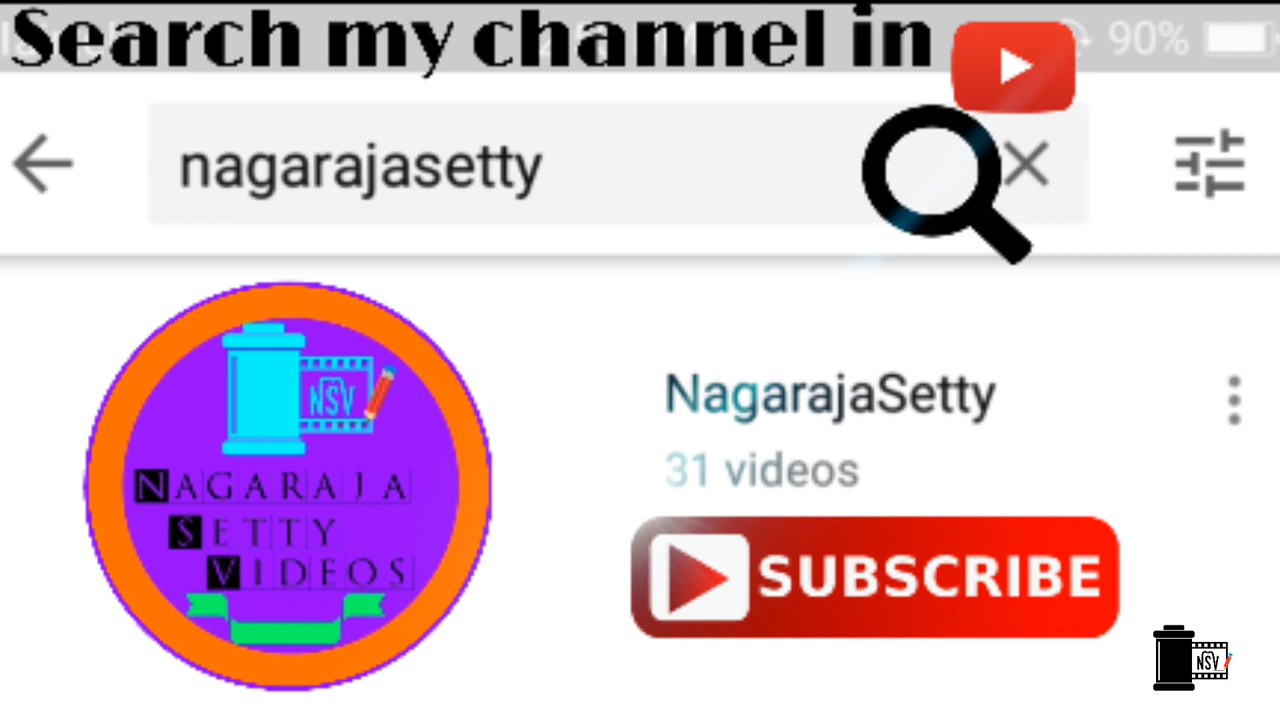 Search my channel in
90%
nagarajasetty
NSV
NAGARAJA
SETTY
VIDEOS
NagarajaSetty
31 videos
SUBSCRIBE
NSV